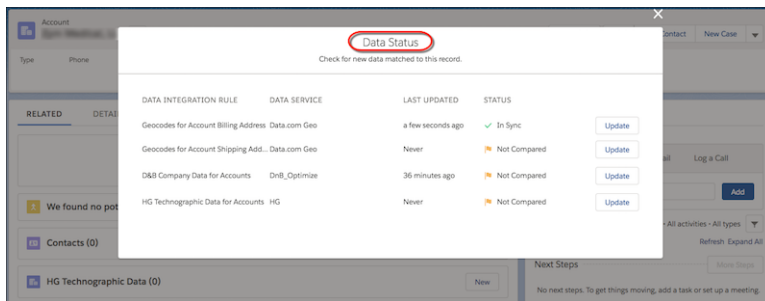 Account
Contact
New Case
Type
Phone
Data Status
Check for new data matched to this record.
DATA INTEGRATION RULE DATA SERVICE LAST UPDATED STATUS
Geocodes for Account Billing Address Data.com Geo a few seconds ago In Sync Update
Geocodes for Account Shipping Add... Data.com Geo Never Not Compared Update
D&B Company Data for Accounts DnB_Optimize 36 minutes ago Not Compared Update
HG Technographic Data for Accounts HG Never Not Compared Update
RELATED
DETAI
We found no pot
Contacts (0)
HG Technographic Data (0)
New
ail
Log a Call
Add
All activities • All types
Refresh Expand All
Next Steps
More Steps
No next steps. To get things moving, add a task or set up a meeting.